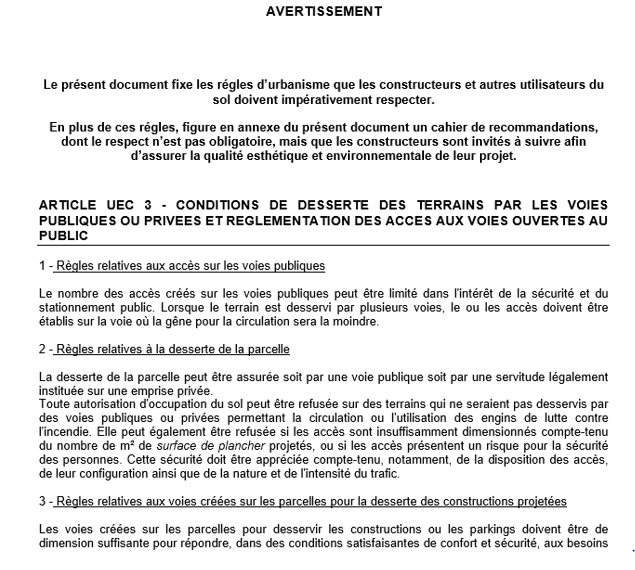 AVERTISSEMENT
Le présent document fixe les régles d'urbanisme que les constructeurs et autres utilisateurs du
sol doivent impérativement respecter.
En plus de ces régles, figure en annexe du présent document un cahier de recommandations,
dont le respect n'est pas obligatoire, mais que les constructeurs sont invités à suivre afin
d'assurer la qualité esthétique et environnementale de leur projet.
ARTICLE UEC 3 - CONDITIONS DE DESSERTE DES TERRAINS PAR LES VOIES
PUBLIQUES OU PRIVEES ET REGLEMENTATION DES ACCES AUX VOIES OUVERTES AU
PUBLIC
1 - Règles relatives aux accès sur les voies publiques
Le nombre des accès créés sur les voies publiques peut être limité dans l'intérêt de la sécurité et du
stationnement public. Lorsque le terrain est desservi par plusieurs voies, le ou les accès doivent être
établis sur la voie où la gêne pour la circulation sera la moindre.
2 - Règles relatives à la desserte de la parcelle
La desserte de la parcelle peut être assurée soit par une voie publique soit par une servitude légalement
instituée sur une emprise privée.
Toute autorisation d'occupation du sol peut être refusée sur des terrains qui ne seraient pas desservis par
des voies publiques ou privées permettant la circulation ou l'utilisation des engins de lutte contre
l'incendie. Elle peut également être refusée si les accès sont insuffisamment dimensionnés compte-tenu
du nombre de m² de surface de plancher projetés, ou si les accès présentent un risque pour la sécurité
des personnes. Cette sécurité doit être appréciée compte-tenu, notamment, de la disposition des accès,
de leur configuration ainsi que de la nature et de l'intensité du trafic.
3 - Règles relatives aux voies créées sur les parcelles pour la desserte des constructions projetées
Les voies créées sur les parcelles pour desservir les constructions ou les parkings doivent être de
dimension suffisante pour répondre, dans des conditions satisfaisantes de confort et sécurité, aux besoins